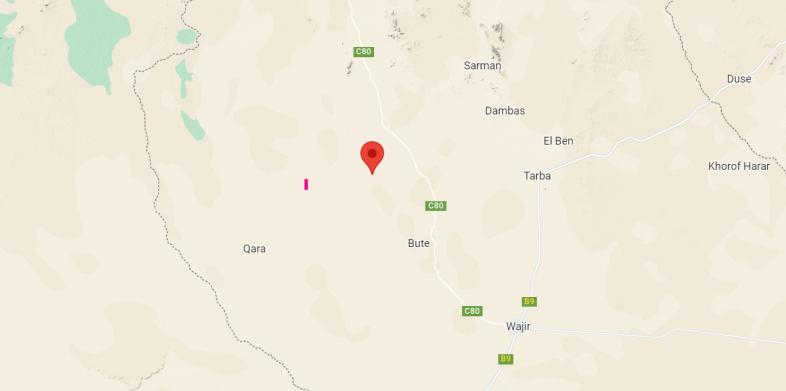 C80
Sarman
Duse
Dambas
El Ben
Khorof Harar
Tarba
C80
Bute
Qara
B9
C80
Wajir
B9